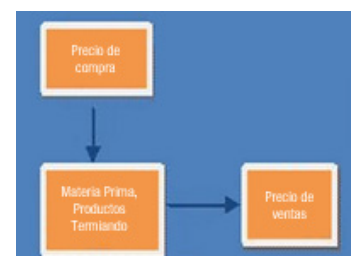 Precio de
compra
Materia Prima,
Productos
Termiando
Precio de
ventas